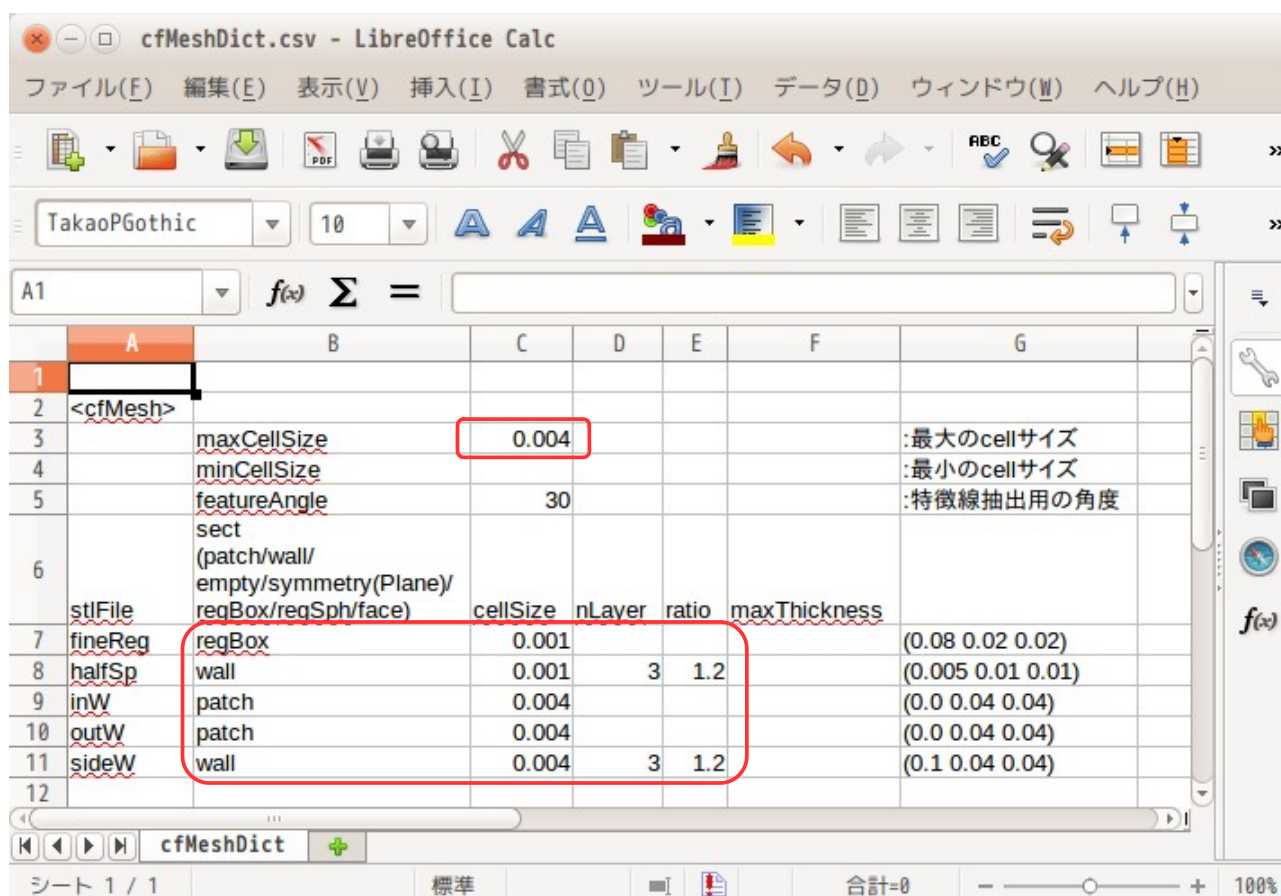 cfMeshDict.csv - LibreOffice Calc
ファイル(F) 編集(E) 表示(V) 挿入(I) 書式(O) ツール(T) データ(D) ウィンドウ(W) ヘルプ(H)
PDF ABC »
TakaoPGothic 10 A A A a »
A1 f(x) Σ =
A B C D E F G
1
2 <cfMesh>
3 maxCellSize 0.004 :最大のcellサイズ
4 minCellSize :最小のcellサイズ
5 featureAngle 30 :特徴線抽出用の角度
sect
(patch/wall/
6 empty/symmetry(Plane)/
stlFile regBox/regSph/face) cellSize nLayer ratio maxThickness
7 fineReg regBox 0.001 (0.08 0.02 0.02)
8 halfSp wall 0.001 3 1.2 (0.005 0.01 0.01)
9 inW patch 0.004 (0.0 0.04 0.04)
10 outW patch 0.004 (0.0 0.04 0.04)
11 sideW wall 0.004 3 1.2 (0.1 0.04 0.04)
12
f(x)
cfMeshDict
シート 1 / 1 標準 合計=0 100%